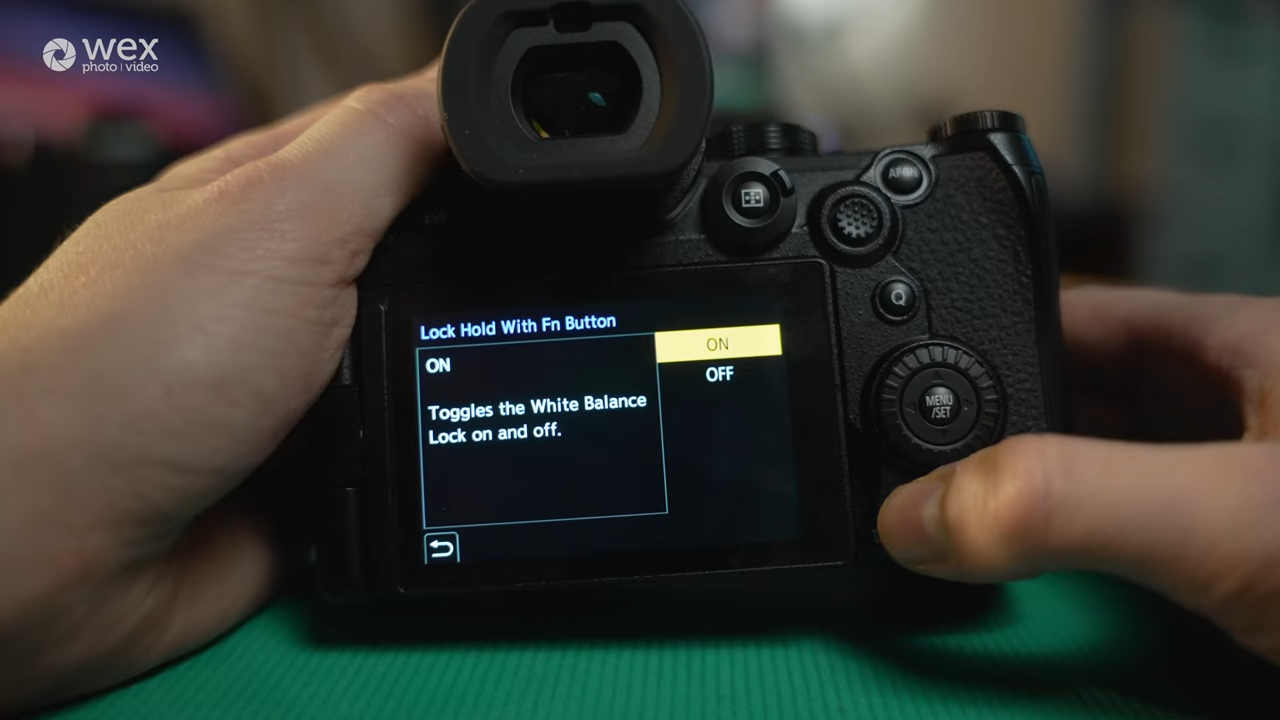 wex
photo | video
AF ON
Q
MENU
/SET
Lock Hold With Fn Button
ON
Toggles the White Balance
Lock on and off.
ON
OFF